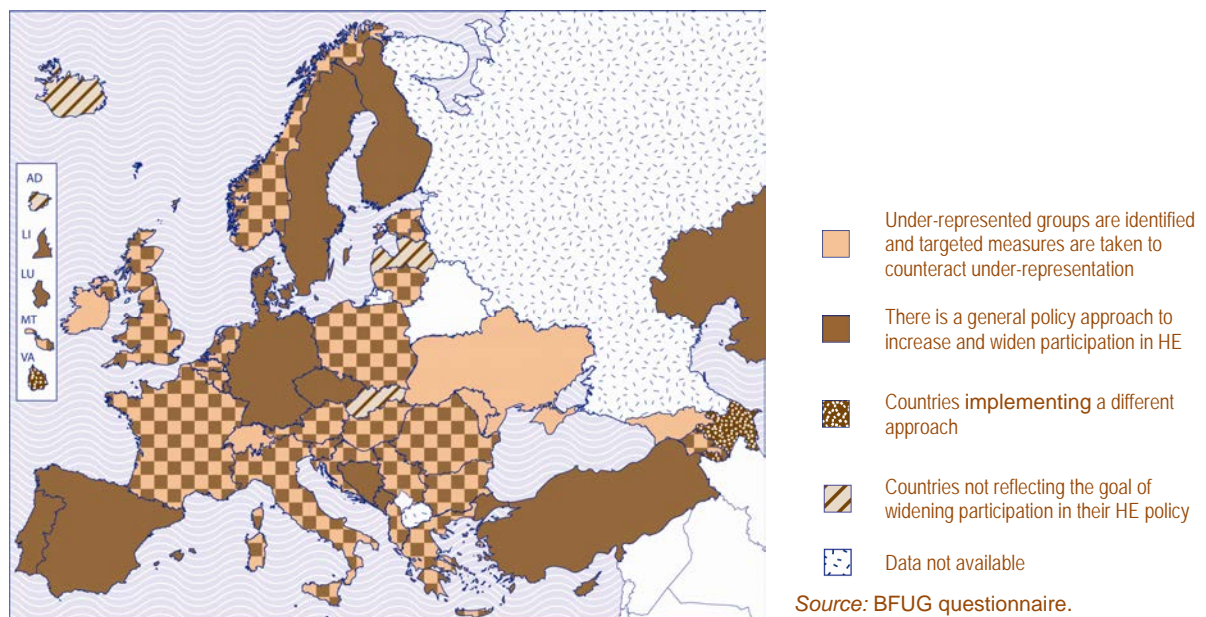 AD
LI
LU
MT
VA
Under-represented groups are identified
and targeted measures are taken to
counteract under-representation
There is a general policy approach to
increase and widen participation in HE
Countries implementing a different
approach
Countries not reflecting the goal of
widening participation in their HE policy
Data not available
Source: BFUG questionnaire.